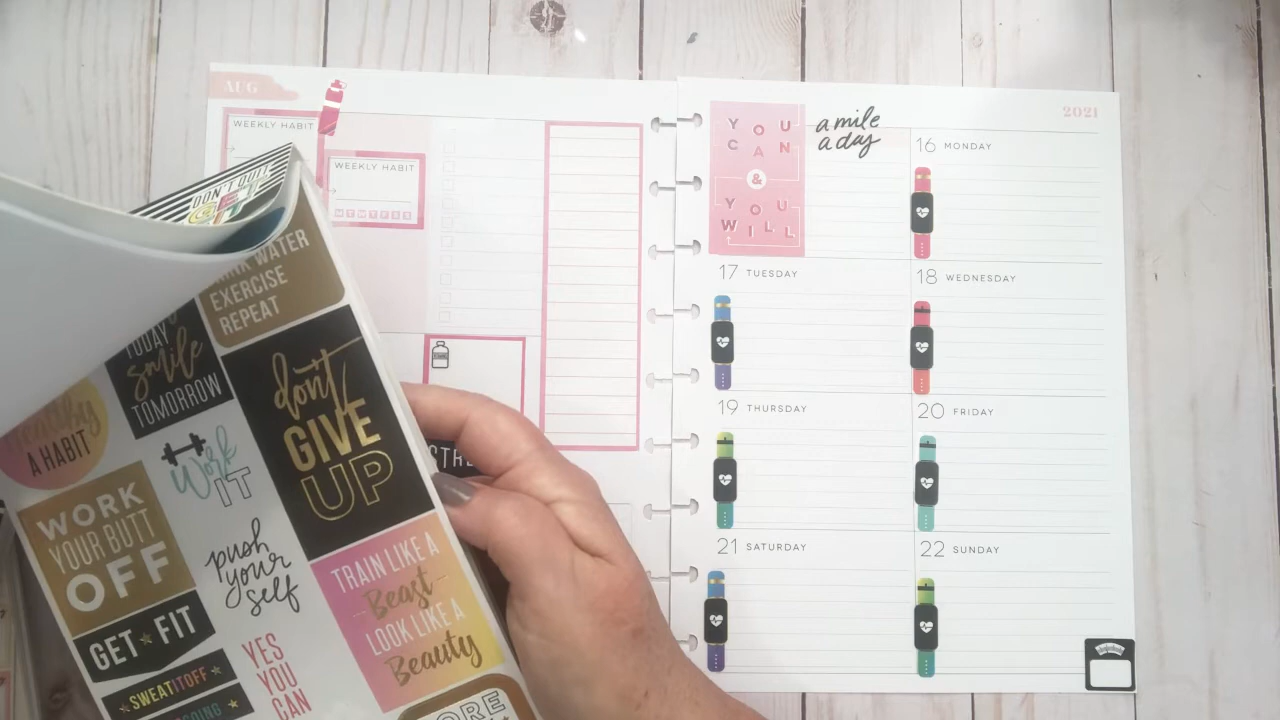 AUG
WEEKLY HABIT
WEEKLY HABIT
M T W T F S S
2021
YOU
CAN
&
YOU
WILL
a mile
a day
16 MONDAY
17 TUESDAY
18 WEDNESDAY
19 THURSDAY
20 FRIDAY
21 SATURDAY
22 SUNDAY
DON'T QUIT
WATER
EXERCISE
REPEAT
TODAY
smile
TOMORROW
healthy
A HABIT
Work
IT
don't
GIVE
UP
WORK
YOUR BUTT
OFF
push
your
self
TRAIN LIKE A
Beast
LOOK LIKE A
Beauty
GET FIT
SWEAT IT OFF
YES
YOU
CAN